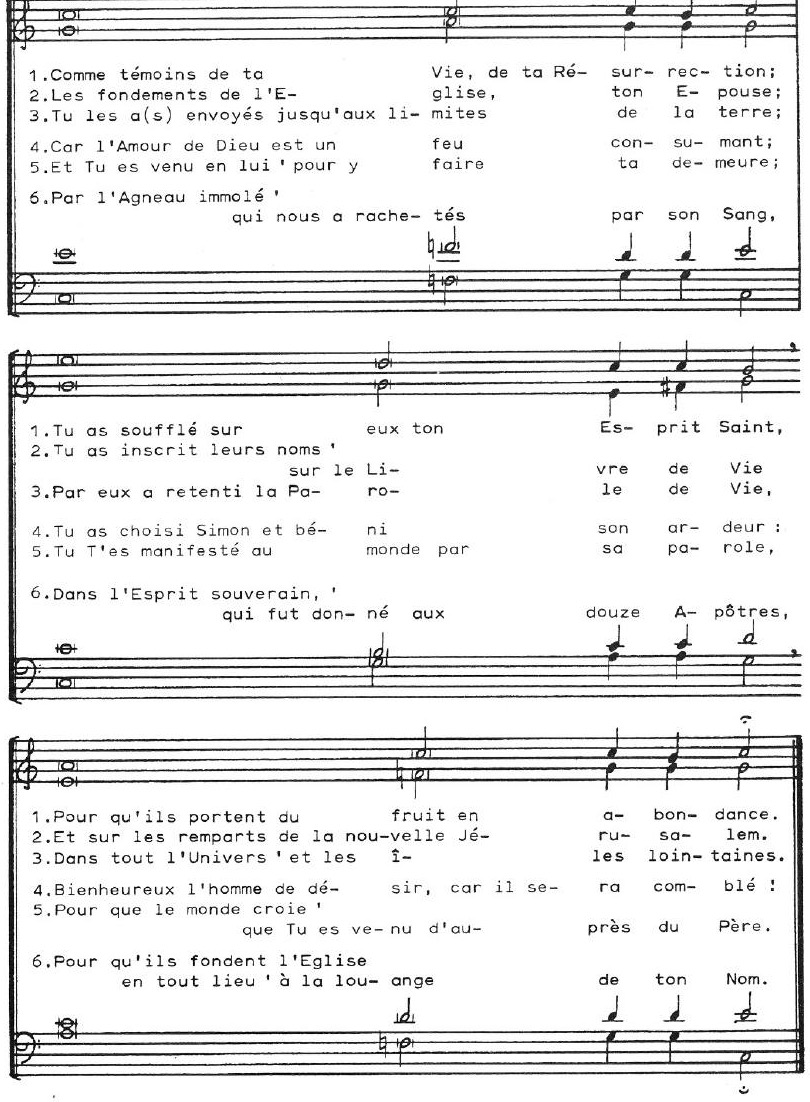 1.Comme témoins de ta Vie, de ta Ré- sur- rec- tion;
2.Les fondements de l'E- glise, ton E- pouse;
3.Tu les a(s) envoyés jusqu'aux li- mites de la terre;
4.Car l'Amour de Dieu est un feu con- su- mant;
5.Et Tu es venu en lui ' pour y faire ta de- meure;
6.Par l'Agneau immolé '
qui nous a rache- tés par son Sang,
1.Tu as soufflé sur eux ton Es- prit Saint,
2.Tu as inscrit leurs noms '
sur le Li- vre de Vie
3.Par eux a retenti la Pa- ro- le de Vie,
4.Tu as choisi Simon et bé- ni son ar- deur :
5.Tu T'es manifesté au monde par sa pa- role,
6.Dans l'Esprit souverain, '
qui fut don- né aux douze A- pôtres,
1.Pour qu'ils portent du fruit en a- bon- dance.
2.Et sur les remparts de la nou-velle Jé- ru- sa- lem.
3.Dans tout l'Univers ' et les î- les loin- taines.
4.Bienheureux l'homme de dé- sir, car il se- ra com- blé !
5.Pour que le monde croie '
que Tu es ve- nu d'au- près du Père.
6.Pour qu'ils fondent l'Eglise
en tout lieu ' à la lou- ange de ton Nom.